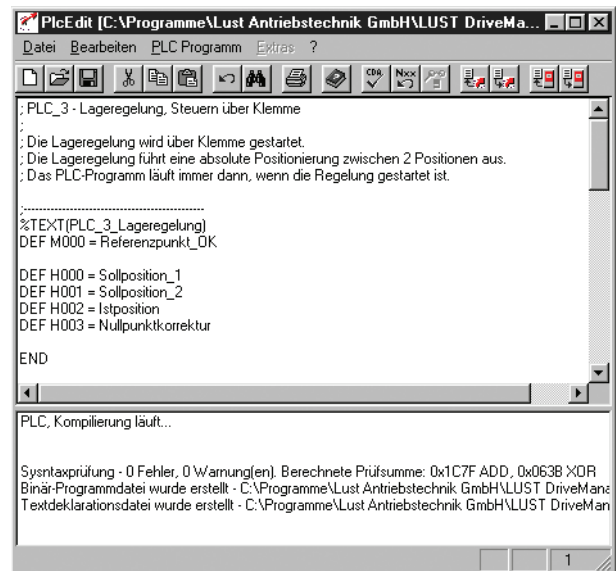 PlcEdit [C:\Programme\Lust Antriebstechnik GmbH\LUST DriveMa...
Datei Bearbeiten PLC Programm Extras ?
CDA Nxx
; PLC_3 - Lageregelung, Steuern über Klemme
;
; Die Lageregelung wird über Klemme gestartet.
; Die Lageregelung führt eine absolute Positionierung zwischen 2 Positionen aus.
; Das PLC-Programm läuft immer dann, wenn die Regelung gestartet ist.
;---------------------------------------------
%TEXT(PLC_3_Lageregelung)
DEF M000 = Referenzpunkt_OK
DEF H000 = Sollposition_1
DEF H001 = Sollposition_2
DEF H002 = Istposition
DEF H003 = Nullpunktkorrektur
END
PLC, Kompilierung läuft...
Sysntaxprüfung - 0 Fehler, 0 Warnung(en). Berechnete Prüfsumme: 0x1C7F ADD, 0x063B XOR
Binär-Programmdatei wurde erstellt - C:\Programme\Lust Antriebstechnik GmbH\LUST DriveMana
Textdeklarationsdatei wurde erstellt - C:\Programme\Lust Antriebstechnik GmbH\LUST DriveMan
1